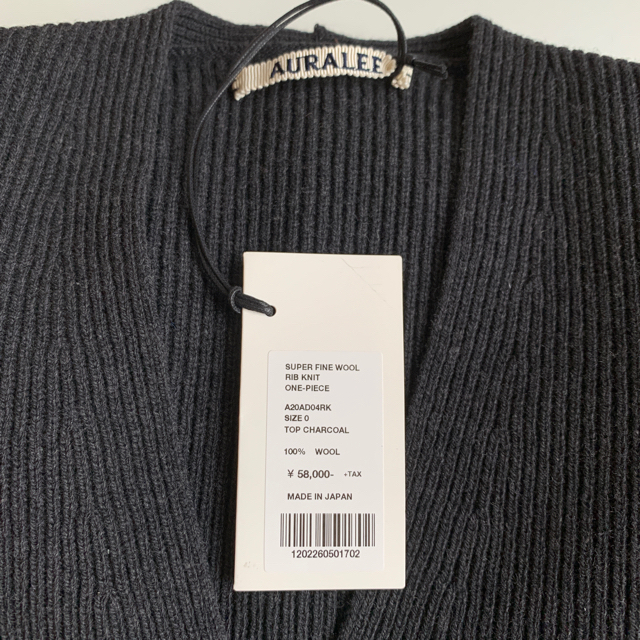 AURALEE
SUPER FINE WOOL
RIB KNIT
ONE-PIECE
A20AD04RK
SIZE 0
TOP CHARCOAL
100% WOOL
¥ 58,000- +TAX
MADE IN JAPAN
1202260501702